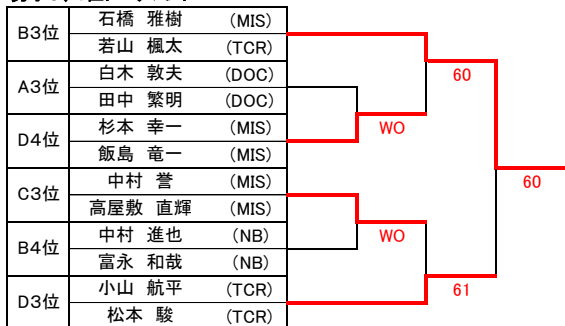 B3位 石橋 雅樹 (MIS)
若山 楓太 (TCR)
A3位 白木 敦夫 (DOC)
田中 繁明 (DOC)
D4位 杉本 幸一 (MIS)
飯島 竜一 (MIS)
C3位 中村 誉 (MIS)
高屋敷 直輝 (MIS)
B4位 中村 進也 (NB)
富永 和哉 (NB)
D3位 小山 航平 (TCR)
松本 駿 (TCR)
60
WO
60
WO
61